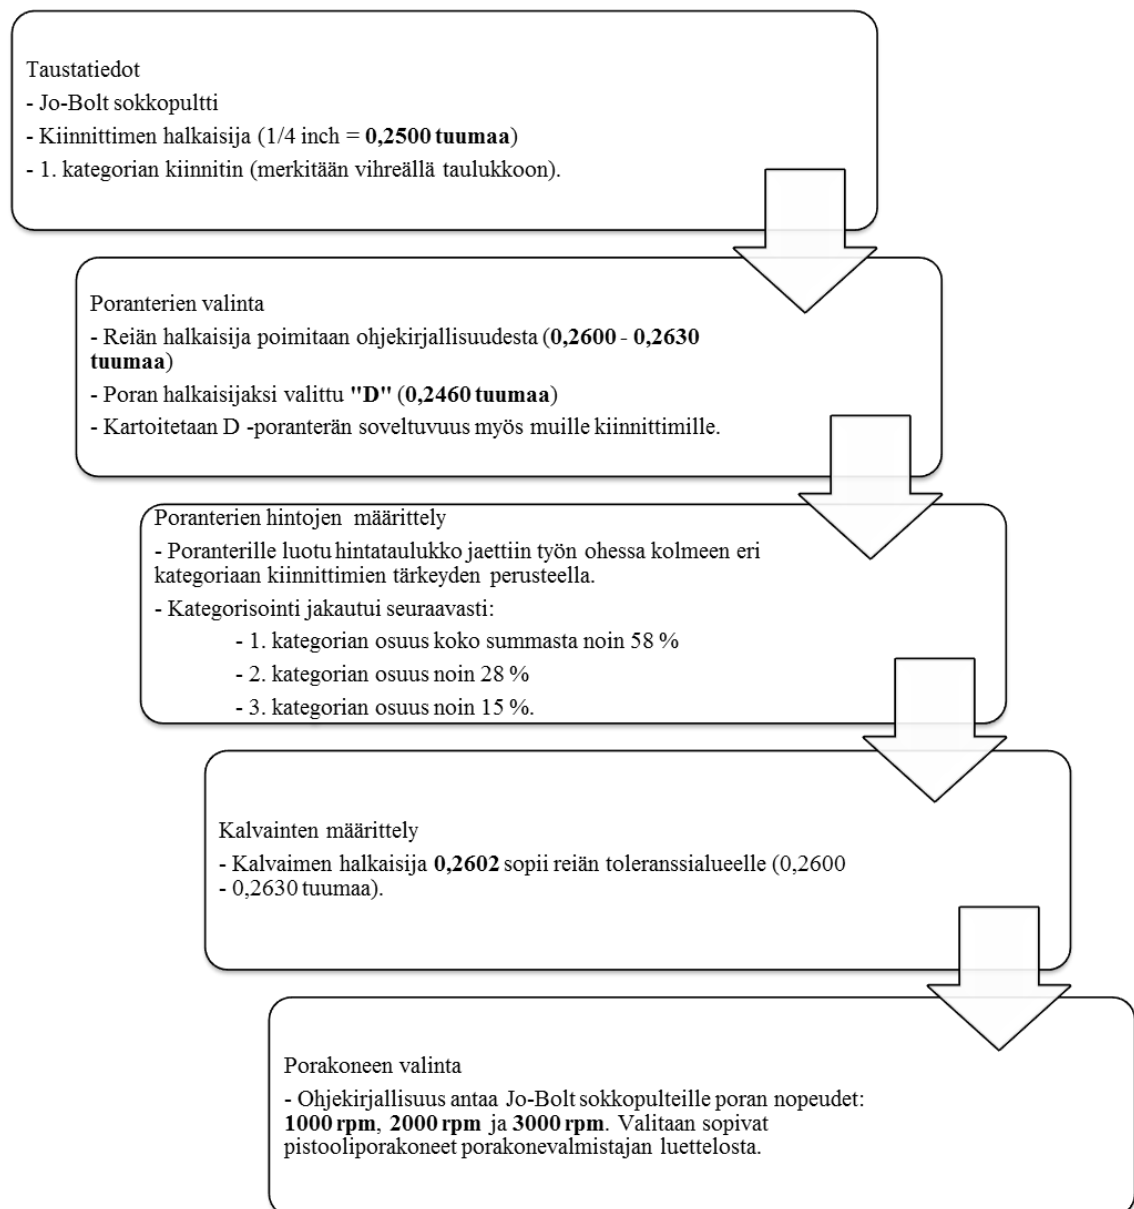 Taustatiedot
- Jo-Bolt sokkopultti
- Kiinnittimen halkaisija (1/4 inch = 0,2500 tuumaa)
- 1. kategorian kiinnitin (merkitään vihreällä taulukkoon).
Poranterien valinta
- Reiän halkaisija poimitaan ohjekirjallisuudesta (0,2600 - 0,2630
tuumaa)
- Poran halkaisijaksi valittu "D" (0,2460 tuumaa)
- Kartoitetaan D -poranterän soveltuvuus myös muille kiinnittimille.
Poranterien hintojen määrittely
- Poranterille luotu hintataulukko jaettiin työn ohessa kolmeen eri
kategoriaan kiinnittimien tärkeyden perusteella.
- Kategorisointi jakautui seuraavasti:
- 1. kategorian osuus koko summasta noin 58 %
- 2. kategorian osuus noin 28 %
- 3. kategorian osuus noin 15 %.
Kalvainten määrittely
- Kalvaimen halkaisija 0,2602 sopii reiän toleranssialueelle (0,2600
- 0,2630 tuumaa).
Porakoneen valinta
- Ohjekirjallisuus antaa Jo-Bolt sokkopulteille poran nopeudet:
1000 rpm, 2000 rpm ja 3000 rpm. Valitaan sopivat
pistooliporakoneet porakonevalmistajan luettelosta.